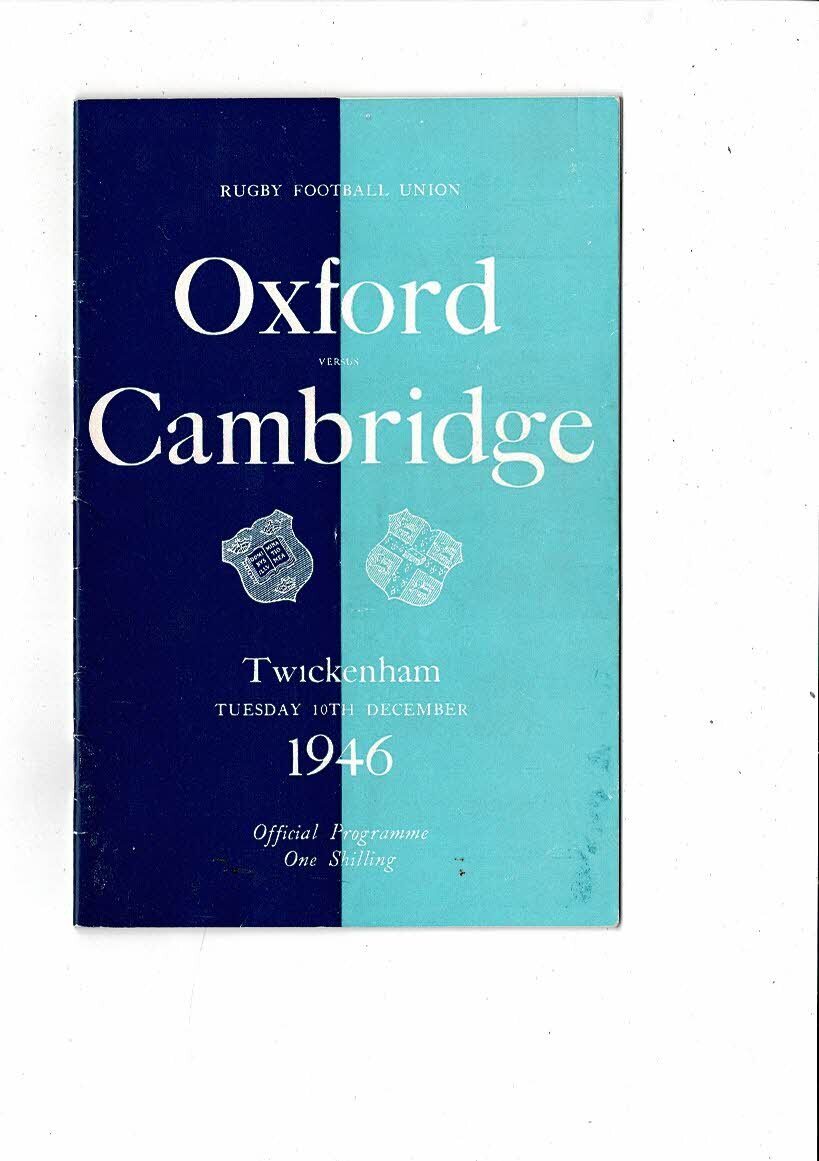 RUGBY FOOTBALL UNION
Oxford
VERSUS
Cambridge
Twickenham
TUESDAY 10TH DECEMBER
1946
Official Programme
One Shilling